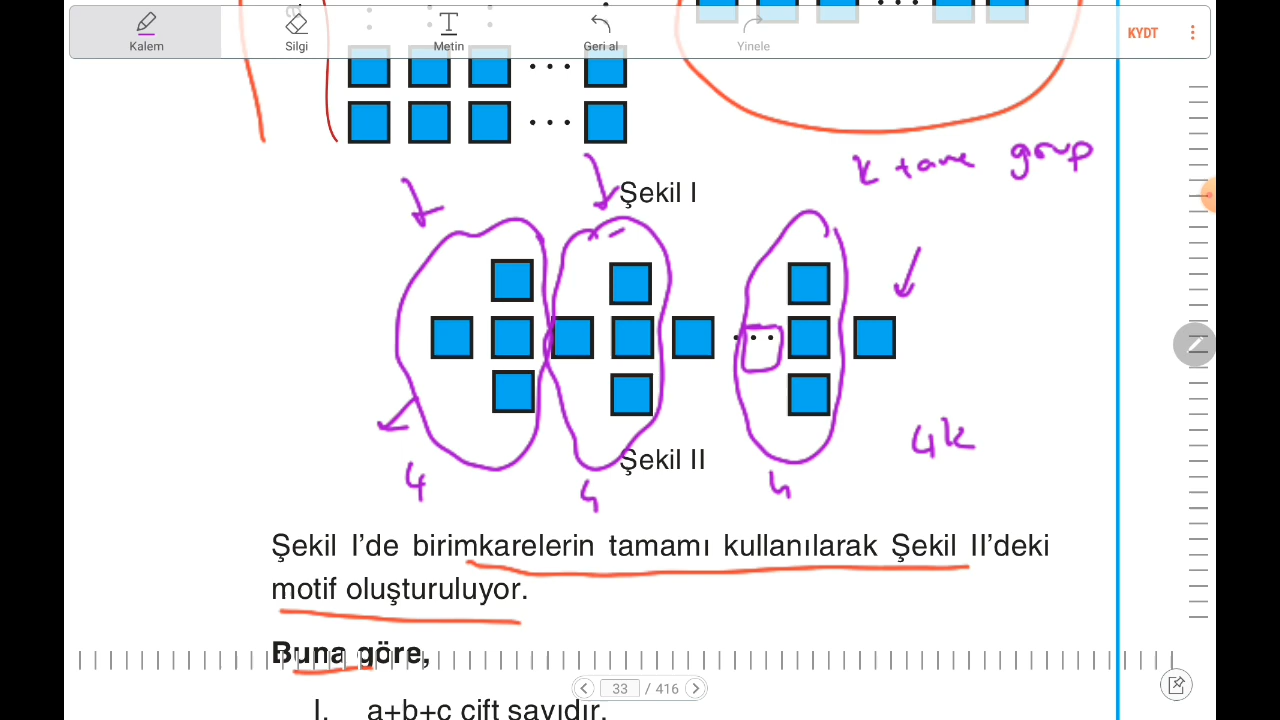 Kalem
Silgi
Metin
Geri al
Yinele
KYDT
k tane grup
Şekil I
4k
Şekil II
4
4
4
Şekil I’de birimkarelerin tamamı kullanılarak Şekil II’deki
motif oluşturuluyor.
Buna göre,
33 / 416
I. a+b+c çift sayıdır.